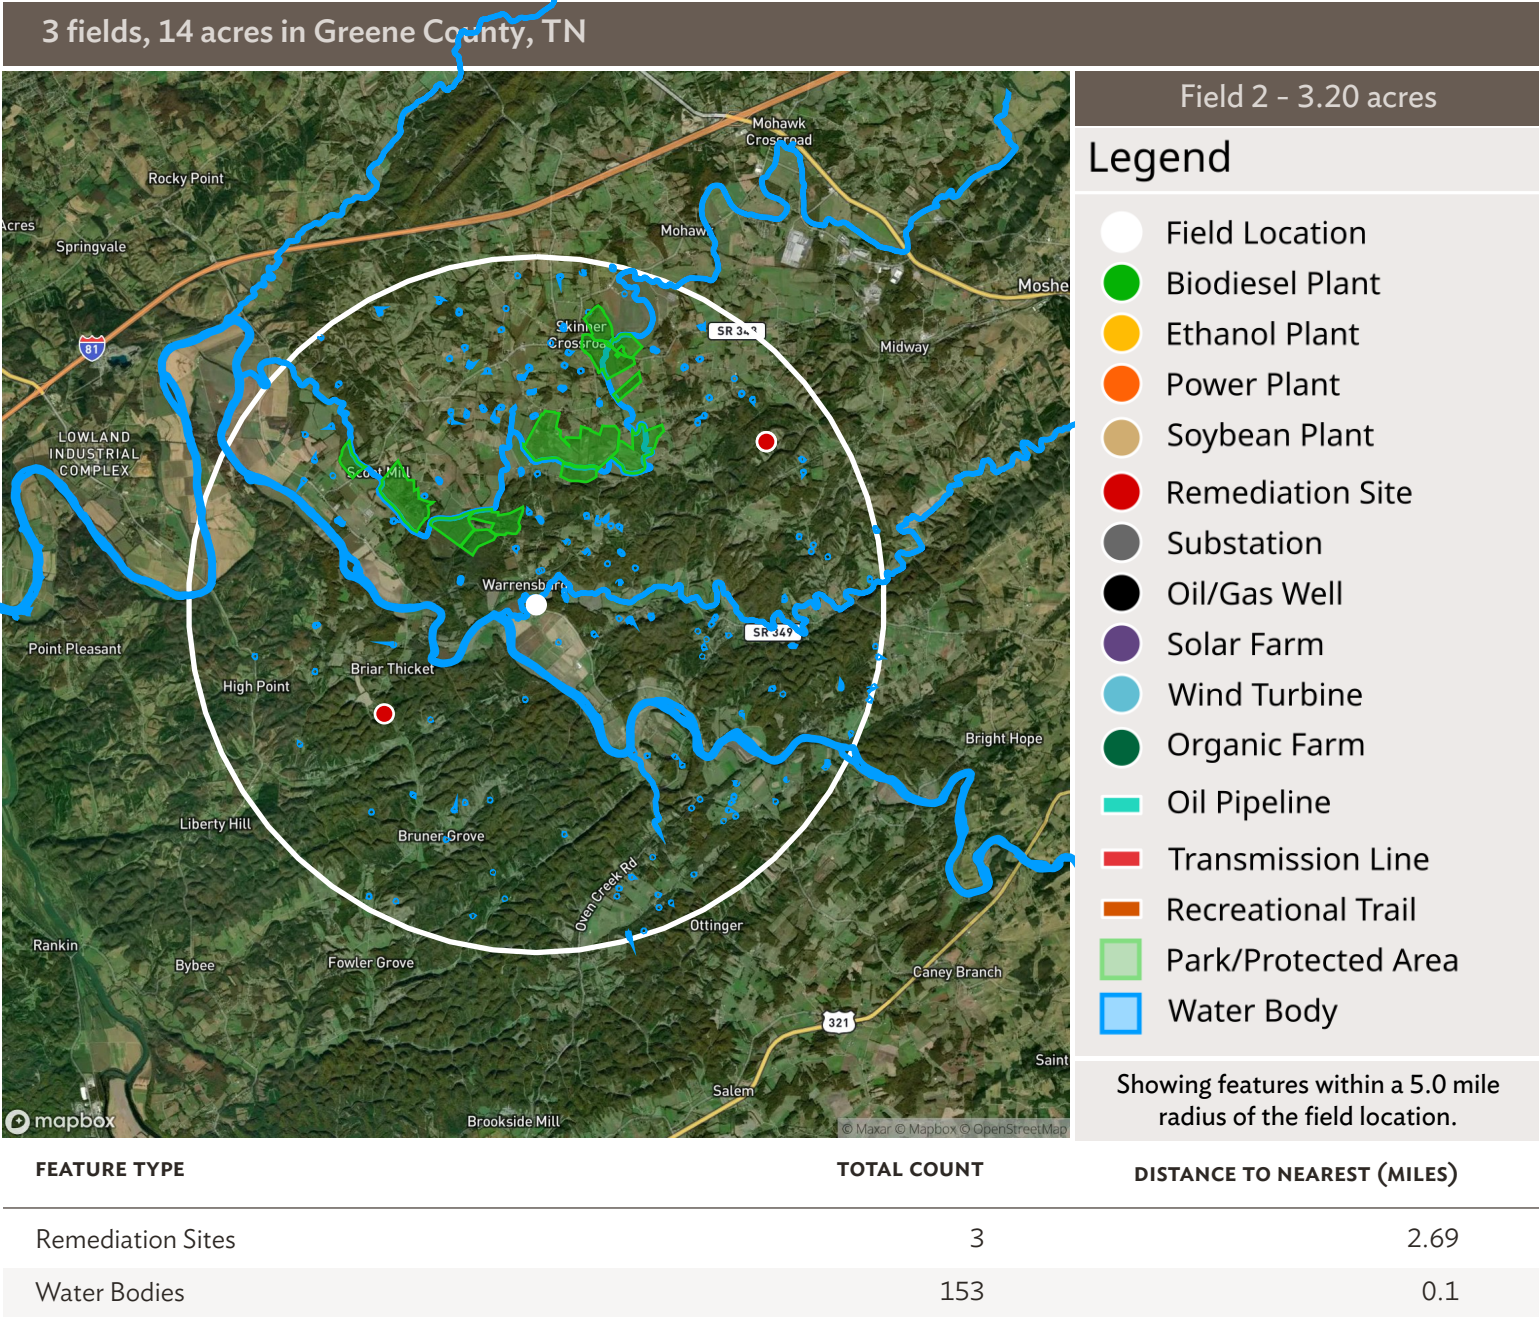 3 fields, 14 acres in Greene County, TN
Field 2 - 3.20 acres
Legend
Field Location
Biodiesel Plant
Ethanol Plant
Power Plant
Soybean Plant
Remediation Site
Substation
Oil/Gas Well
Solar Farm
Wind Turbine
Organic Farm
Oil Pipeline
Transmission Line
Recreational Trail
Park/Protected Area
Water Body
Showing features within a 5.0 mile
radius of the field location.
Mohawk
Crossroad
Rocky Point
Acres
Springvale
Mohawk
Moshe
Skinner
SR 343
Midway
81
LOWLAND
INDUSTRIAL
COMPLEX
Scott Mill
Warrensburg
SR 349
Point Pleasant
Briar Thicket
High Point
Bright Hope
Liberty Hill
Bruner Grove
Oven Creek Rd
Ottinger
Rankin
Bybee
Fowler Grove
Caney Branch
321
Saint
Salem
Brookside Mill
mapbox
© Maxar © Mapbox © OpenStreetMap
FEATURE TYPE TOTAL COUNT DISTANCE TO NEAREST (MILES)
Remediation Sites 3 2.69
Water Bodies 153 0.1